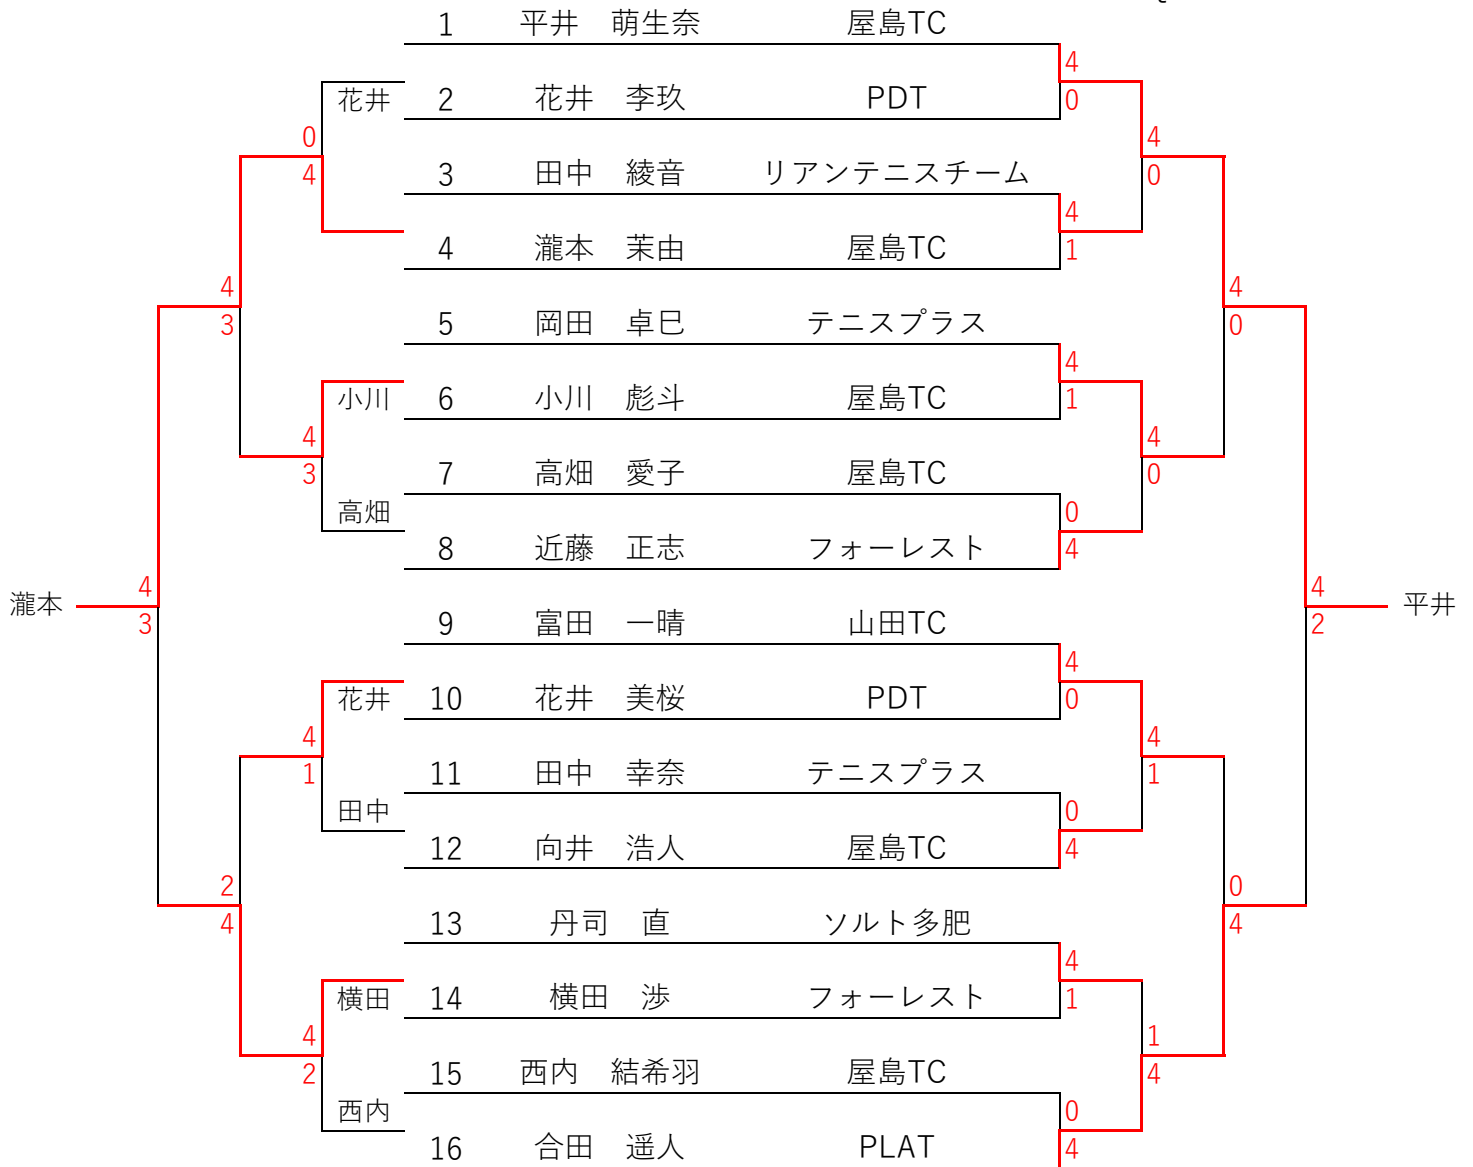 1 平井 萌生奈 屋島TC
4
花井 2 花井 李玖 PDT 0
0 4
4 3 田中 綾音 リアンテニスチーム 0
4
4 瀧本 茉由 屋島TC 1
4 4
3 5 岡田 卓巳 テニスプラス 0
4
小川 6 小川 彪斗 屋島TC 1
4 4
3 7 高畑 愛子 屋島TC 0
高畑 0
8 近藤 正志 フォーレスト 4
4 4
瀧本 平井
3 9 富田 一晴 山田TC 2
4
花井 10 花井 美桜 PDT 0
4 4
1 11 田中 幸奈 テニスプラス 1
田中 0
12 向井 浩人 屋島TC 4
2 0
4 13 丹司 直 ソルト多肥 4
4
横田 14 横田 渉 フォーレスト 1
4 1
2 15 西内 結希羽 屋島TC 4
西内 0
16 合田 遥人 PLAT 4